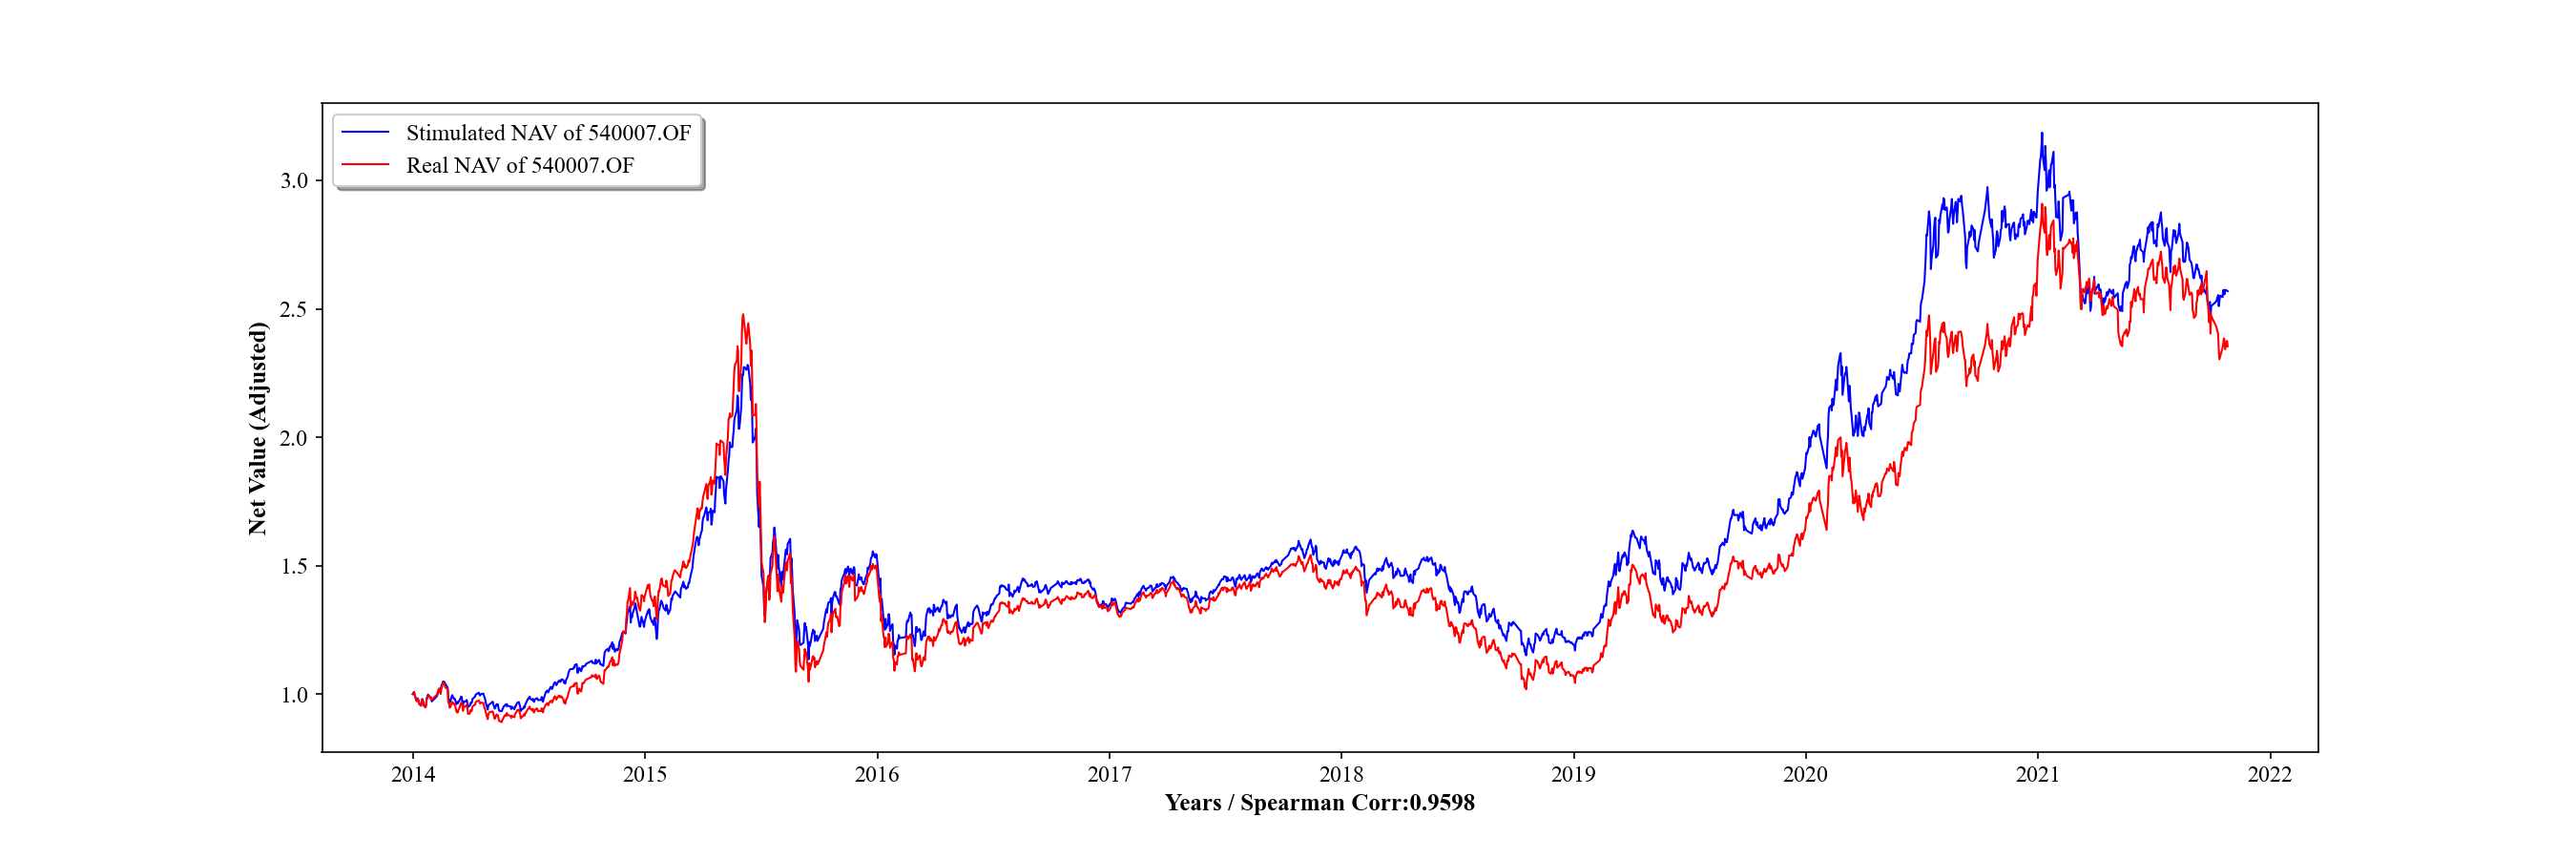 Stimulated NAV of 540007.OF
Real NAV of 540007.OF
3.0
2.5
2.0
1.5
1.0
Net Value (Adjusted)
2014 2015 2016 2017 2018 2019 2020 2021 2022
Years / Spearman Corr:0.9598